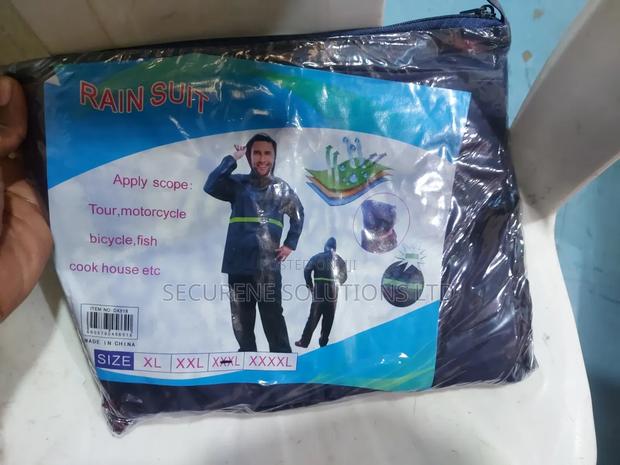 RAIN SUIT
Apply scope:
Tour,motorcycle
bicycle,fish
cook house etc
SECURENE SOLUTIONS LTD
MADE IN CHINA
SIZE XL XXL XXXL XXXXL